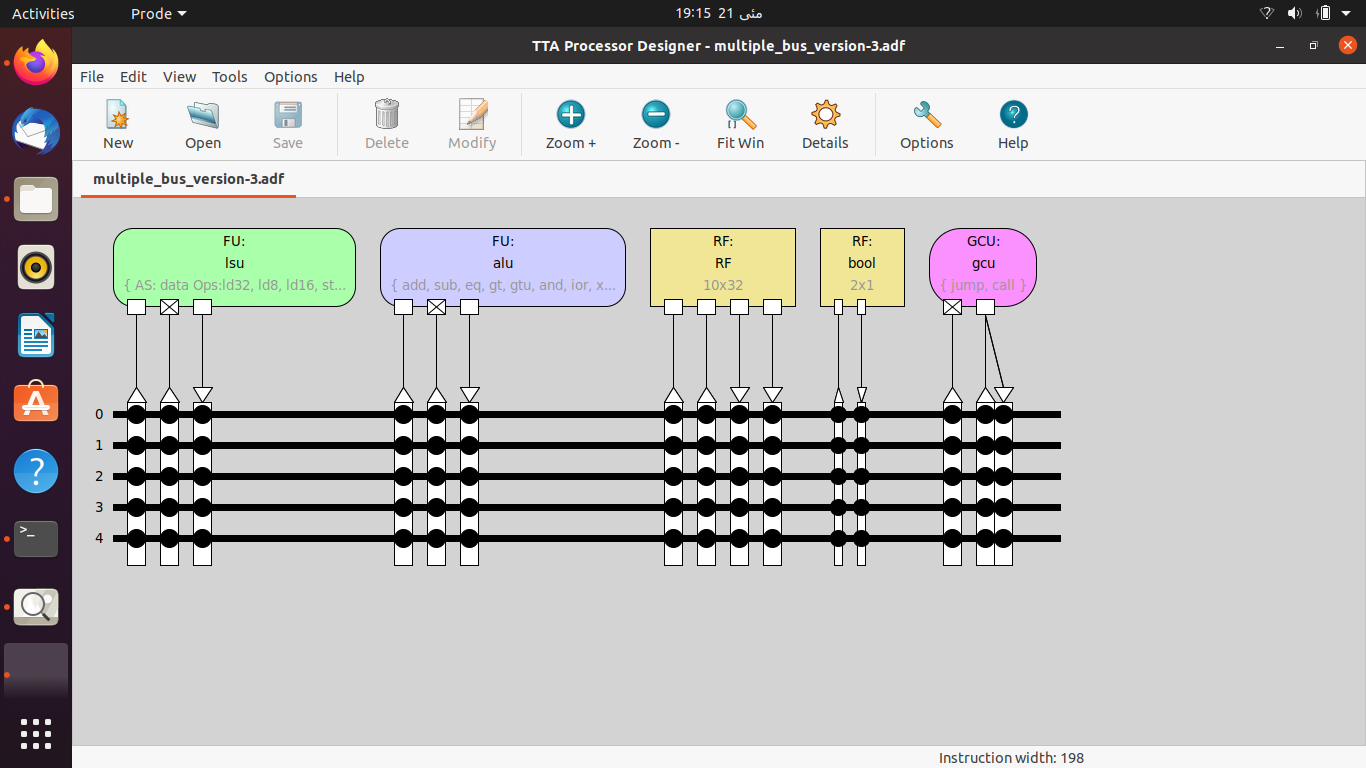 Activities
Prode
19:15 21 مئی
TTA Processor Designer - multiple_bus_version-3.adf
File Edit View Tools Options Help
New Open Save Delete Modify Zoom + Zoom - Fit Win Details Options Help
multiple_bus_version-3.adf
FU:
lsu
{ AS: data Ops:ld32, ld8, ld16, st...
FU:
alu
{ add, sub, eq, gt, gtu, and, ior, x...
RF:
RF
10x32
RF:
bool
2x1
GCU:
gcu
{ jump, call }
0
1
2
3
4
Instruction width: 198